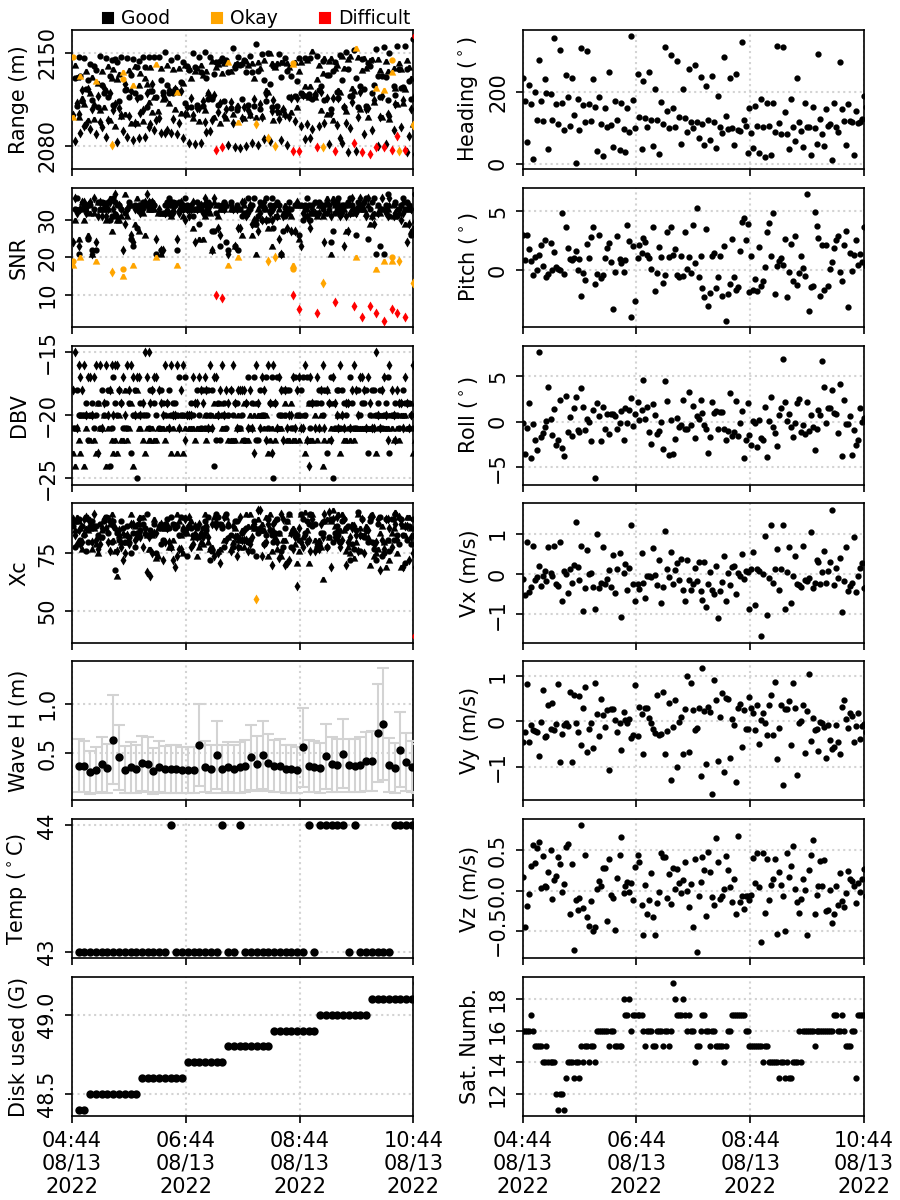 Good Okay Difficult
Range (m)
2150
2080
Heading (°)
200
0
SNR
30
20
10
Pitch (°)
5
0
DBV
−15
−20
−25
Roll (°)
5
0
−5
Xc
75
50
Vx (m/s)
1
0
−1
Wave H (m)
1.0
0.5
Vy (m/s)
1
0
−1
Temp (°C)
44
43
Vz (m/s)
0.5
0.0
−0.5
Disk used (G)
49.0
48.5
Sat. Numb.
18
16
14
12
04:44 06:44 08:44 10:44 04:44 06:44 08:44 10:44
08/13 08/13 08/13 08/13 08/13 08/13 08/13 08/13
2022 2022 2022 2022 2022 2022 2022 2022